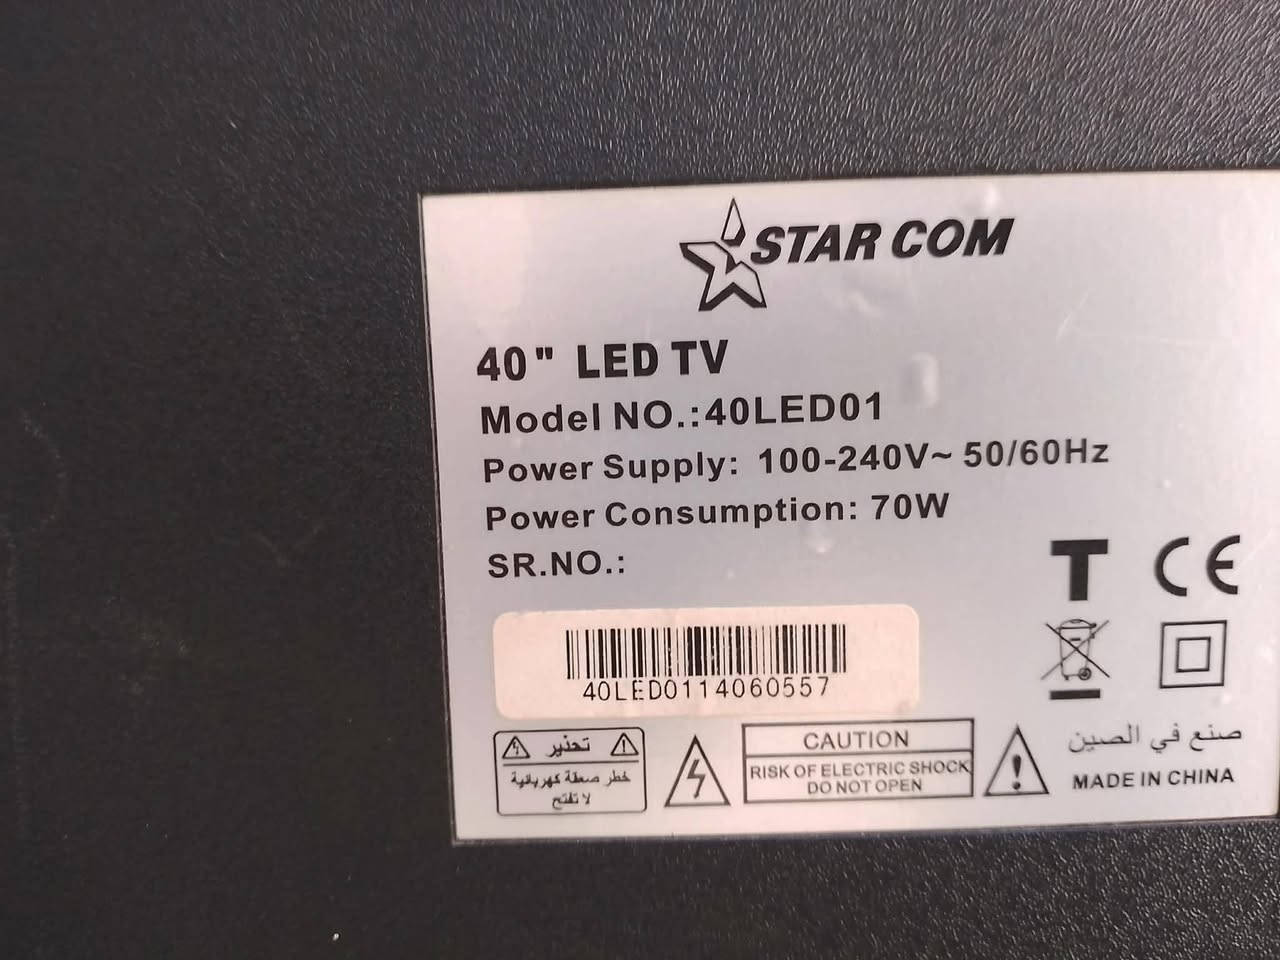 STAR COM
40" LED TV
Model NO.:40LED01
Power Supply: 100-240V~ 50/60Hz
Power Consumption: 70W
SR.NO.:
T CE
40LED0114060557
تحذير
خطر صعقة كهربائية
لا تفتح
CAUTION
RISK OF ELECTRIC SHOCK
DO NOT OPEN
صنع في الصين
MADE IN CHINA